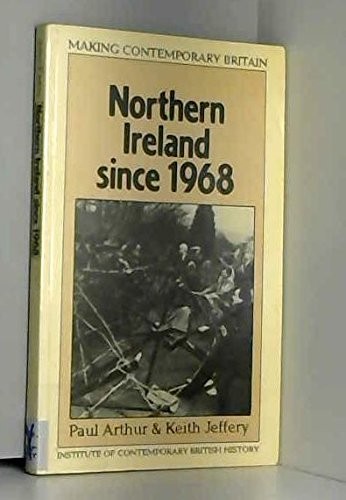 MAKING CONTEMPORARY BRITAIN
Northern
Ireland
since 1968
Paul Arthur & Keith Jeffery
INSTITUTE OF CONTEMPORARY BRITISH HISTORY
Northern Ireland since 1968